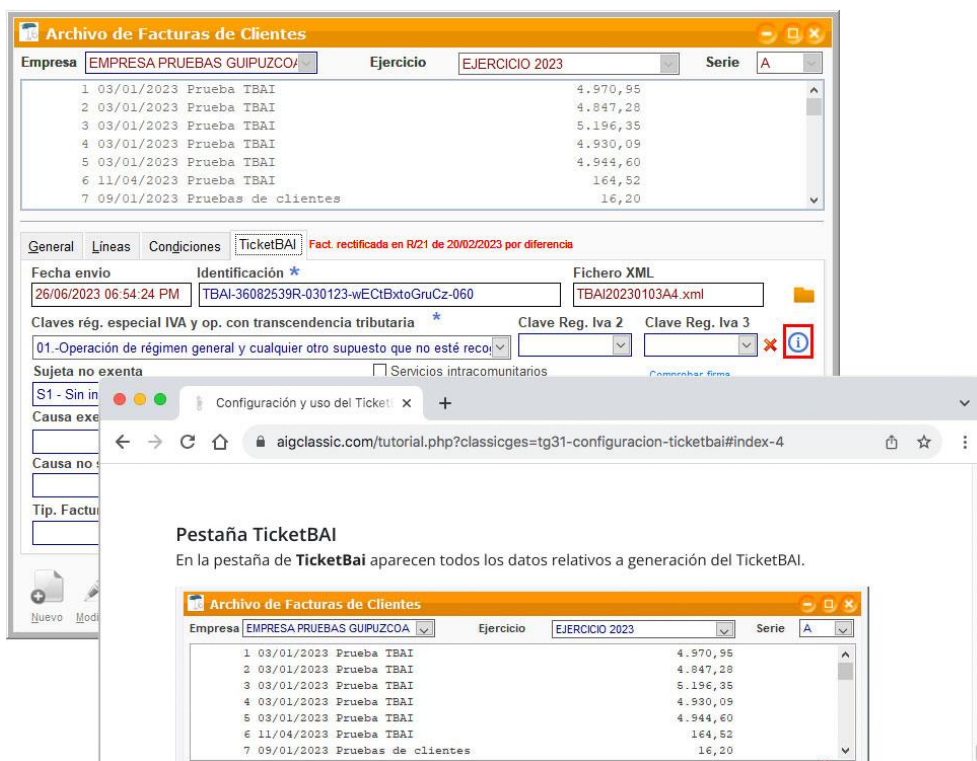 Archivo de Facturas de Clientes
Empresa EMPRESA PRUEBAS GUIPUZCOA Ejercicio EJERCICIO 2023 Serie A
1 03/01/2023 Prueba TBAI 4.970,95
2 03/01/2023 Prueba TBAI 4.847,28
3 03/01/2023 Prueba TBAI 5.196,35
4 03/01/2023 Prueba TBAI 4.930,09
5 03/01/2023 Prueba TBAI 4.944,60
6 11/04/2023 Prueba TBAI 164,52
7 09/01/2023 Pruebas de clientes 16,20
General Líneas Condiciones TicketBAI Fact. rectificada en R/21 de 20/02/2023 por diferencia
Fecha envio Identificación * Fichero XML
26/06/2023 06:54:24 PM TBAI-36082539R-030123-wECtBxtoGruCz-060 TBAI20230103A4.xml
Claves rég. especial IVA y op. con transcendencia tributaria * Clave Reg. Iva 2 Clave Reg. Iva 3
01.-Operación de régimen general y cualquier otro supuesto que no esté reco
Sujeta no exenta Servicios intracomunitarios Comprobar firma
S1 - Sin in
Causa exe
Causa no s
Tip. Factu
Nuevo Modi
Configuración y uso del Ticket
aigclassic.com/tutorial.php?classicges=tg31-configuracion-ticketbai#index-4
Pestaña TicketBAI
En la pestaña de TicketBai aparecen todos los datos relativos a generación del TicketBAI.
Archivo de Facturas de Clientes
Empresa EMPRESA PRUEBAS GUIPUZCOA Ejercicio EJERCICIO 2023 Serie A
1 03/01/2023 Prueba TBAI 4.970,95
2 03/01/2023 Prueba TBAI 4.847,28
3 03/01/2023 Prueba TBAI 5.196,35
4 03/01/2023 Prueba TBAI 4.930,09
5 03/01/2023 Prueba TBAI 4.944,60
6 11/04/2023 Prueba TBAI 164,52
7 09/01/2023 Pruebas de clientes 16,20